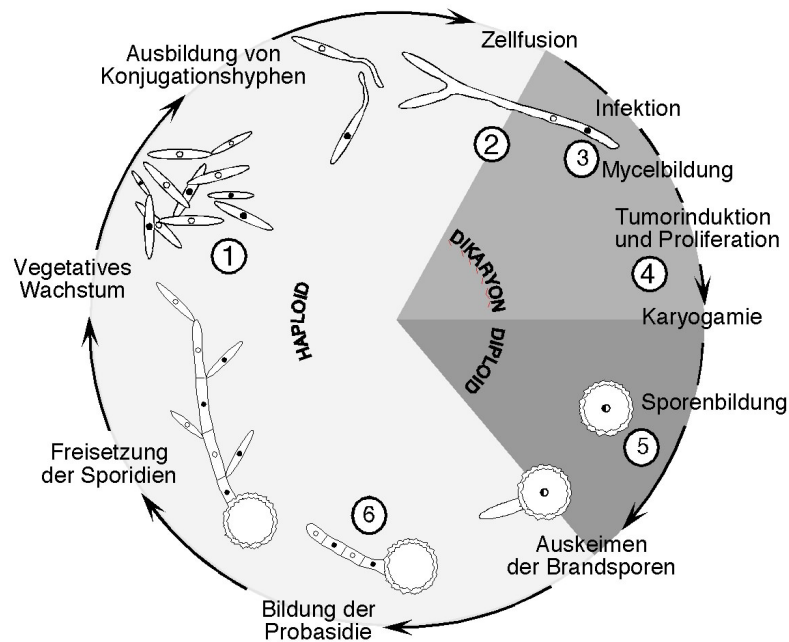 Zellfusion
Ausbildung von
Konjugationshyphen
Infektion
2
3
Mycelbildung
Tumorinduktion
und Proliferation
1
DIKARYON
4
Vegetatives
Wachstum
HAPLOID
Karyogamie
DIPLOID
Sporenbildung
5
Freisetzung
der Sporidien
6
Auskeimen
der Brandsporen
Bildung der
Probasidie